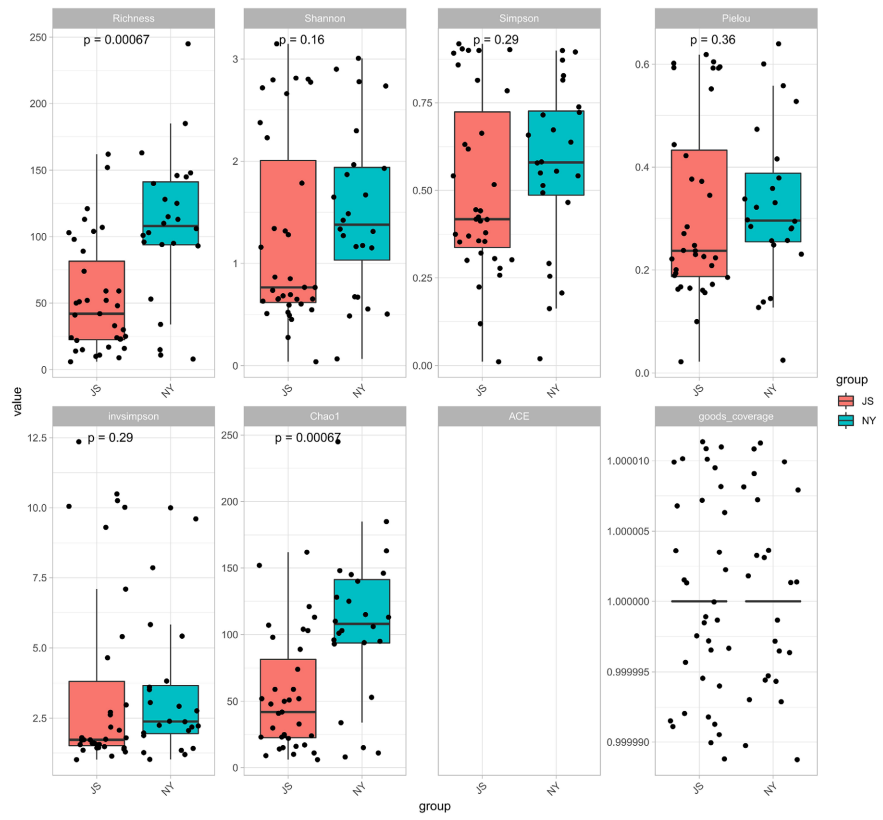 Richness
Shannon
Simpson
Pielou
p = 0.00067
p = 0.16
p = 0.29
p = 0.36
250
200
150
100
50
0
3
2
1
0
0.75
0.50
0.25
0.00
0.6
0.4
0.2
0.0
JS
NY
JS
NY
JS
NY
JS
NY
value
group
JS
NY
invsimpson
Chao1
ACE
goods_coverage
p = 0.29
p = 0.00067
12.5
10.0
7.5
5.0
2.5
250
200
150
100
50
0
1.000010
1.000005
1.000000
0.999995
0.999990
JS
NY
JS
NY
JS
NY
JS
NY
group